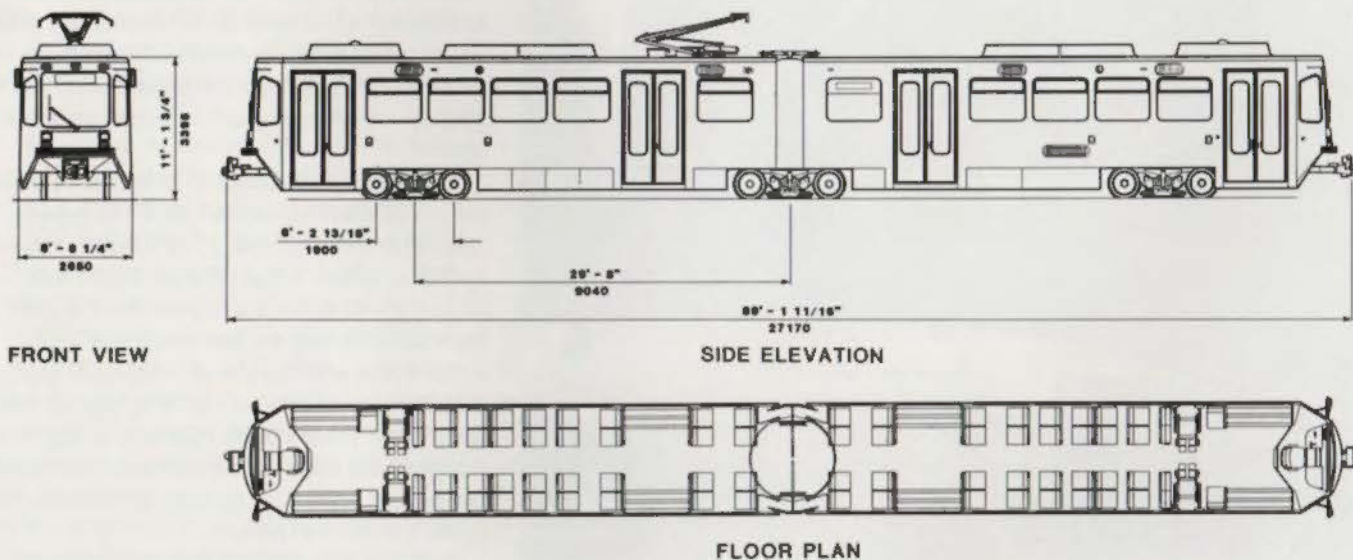 11' - 1 3/4"
3395
6' - 2 13/16"
1900
8' - 8 1/4"
2650
29' - 8"
9040
89' - 1 11/16"
27170
FRONT VIEW
SIDE ELEVATION
FLOOR PLAN